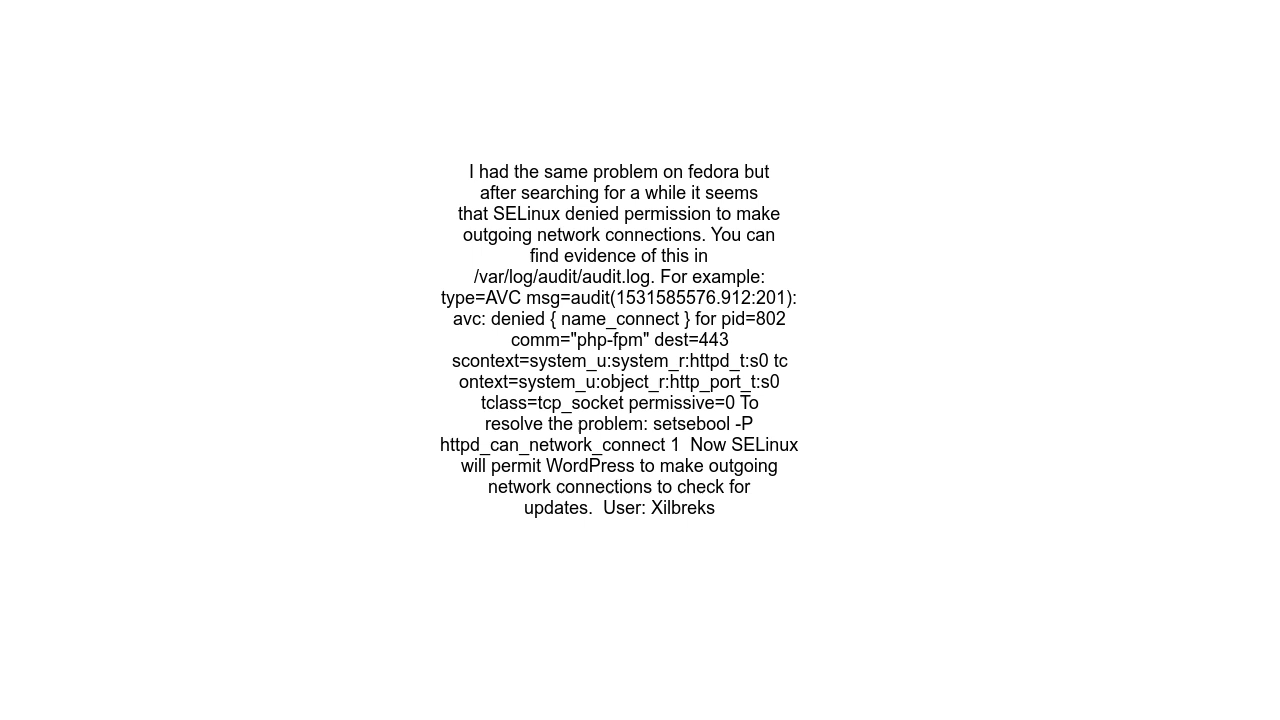 I had the same problem on fedora but
after searching for a while it seems
that SELinux denied permission to make
outgoing network connections. You can
find evidence of this in
/var/log/audit/audit.log. For example:
type=AVC msg=audit(1531585576.912:201):
avc: denied { name_connect } for pid=802
comm="php-fpm" dest=443
scontext=system_u:system_r:httpd_t:s0 tc
ontext=system_u:object_r:http_port_t:s0
tclass=tcp_socket permissive=0 To
resolve the problem: setsebool -P
httpd_can_network_connect 1  Now SELinux
will permit WordPress to make outgoing
network connections to check for
updates.  User: Xilbreks